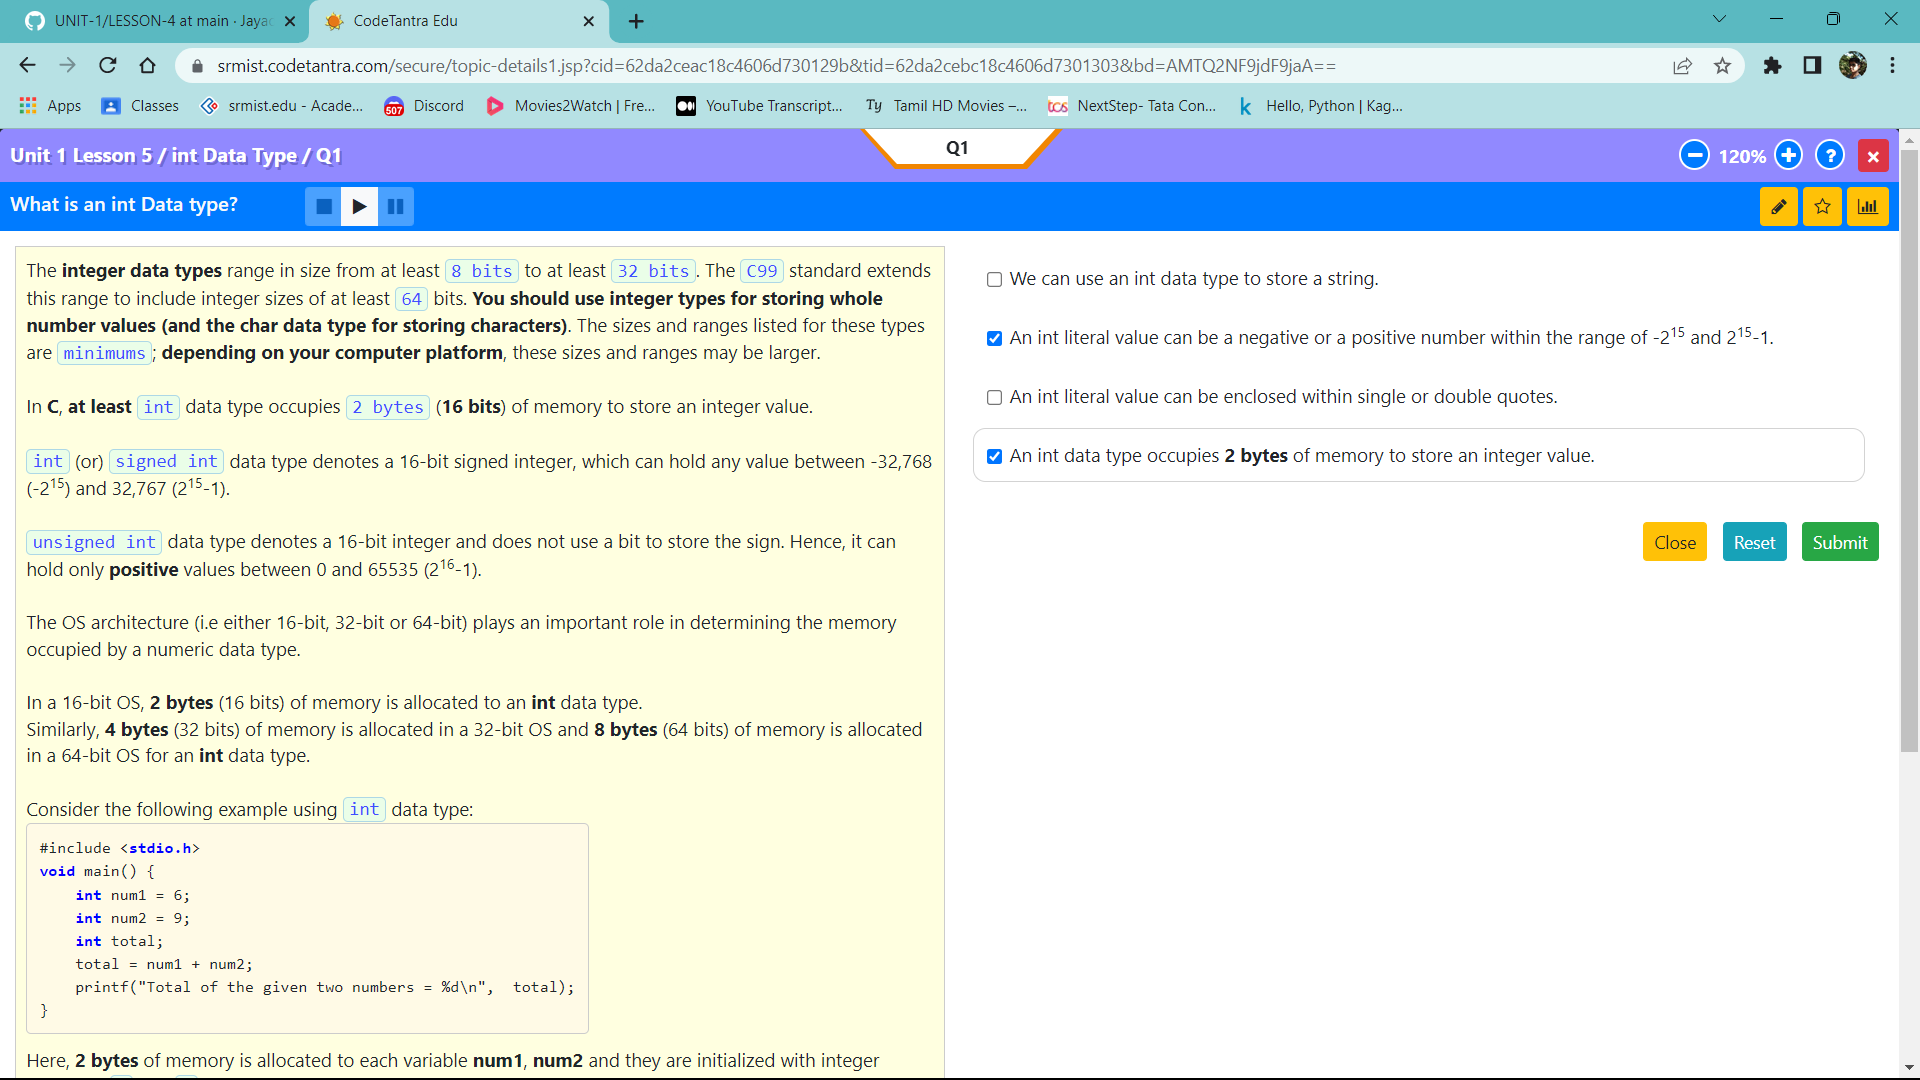 UNIT-1/LESSON-4 at main · Jayac
CodeTantra Edu
srmist.codetantra.com/secure/topic-details1.jsp?cid=62da2ceac18c4606d730129b&tid=62da2cebc18c4606d7301303&bd=AMTQ2NF9jdF9jaA==
Apps
Classes
srmist.edu - Acade...
507
Discord
Movies2Watch | Fre...
YouTube Transcript...
Ty
Tamil HD Movies –...
tcs
NextStep- Tata Con...
k
Hello, Python | Kag...
Unit 1 Lesson 5 / int Data Type / Q1
Q1
120%
?
What is an int Data type?
The integer data types range in size from at least 8 bits to at least 32 bits. The C99 standard extends
this range to include integer sizes of at least 64 bits. You should use integer types for storing whole
number values (and the char data type for storing characters). The sizes and ranges listed for these types
are minimums; depending on your computer platform, these sizes and ranges may be larger.
In C, at least int data type occupies 2 bytes (16 bits) of memory to store an integer value.
int (or) signed int data type denotes a 16-bit signed integer, which can hold any value between -32,768
(-2¹⁵) and 32,767 (2¹⁵-1).
unsigned int data type denotes a 16-bit integer and does not use a bit to store the sign. Hence, it can
hold only positive values between 0 and 65535 (2¹⁶-1).
The OS architecture (i.e either 16-bit, 32-bit or 64-bit) plays an important role in determining the memory
occupied by a numeric data type.
In a 16-bit OS, 2 bytes (16 bits) of memory is allocated to an int data type.
Similarly, 4 bytes (32 bits) of memory is allocated in a 32-bit OS and 8 bytes (64 bits) of memory is allocated
in a 64-bit OS for an int data type.
Consider the following example using int data type:
#include <stdio.h>
void main() {
    int num1 = 6;
    int num2 = 9;
    int total;
    total = num1 + num2;
    printf("Total of the given two numbers = %d\n",  total);
}
Here, 2 bytes of memory is allocated to each variable num1, num2 and they are initialized with integer
We can use an int data type to store a string.
An int literal value can be a negative or a positive number within the range of -2¹⁵ and 2¹⁵-1.
An int literal value can be enclosed within single or double quotes.
An int data type occupies 2 bytes of memory to store an integer value.
Close
Reset
Submit